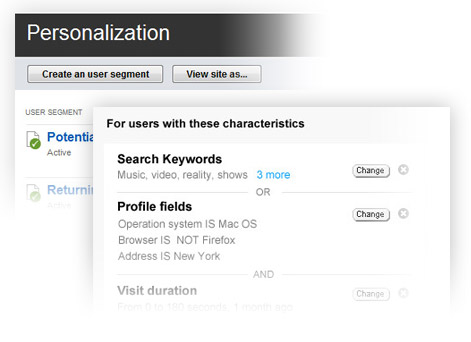 Personalization
Create an user segment
View site as...
USER SEGMENT
Potentia
Active
Returning
Active
For users with these characteristics
Search Keywords
Music, video, reality, shows 3 more
Change
OR
Profile fields
Change
Operation system IS Mac OS
Browser IS NOT Firefox
Address IS New York
AND
Visit duration
Change
From 0 to 180 seconds, 1 month ago